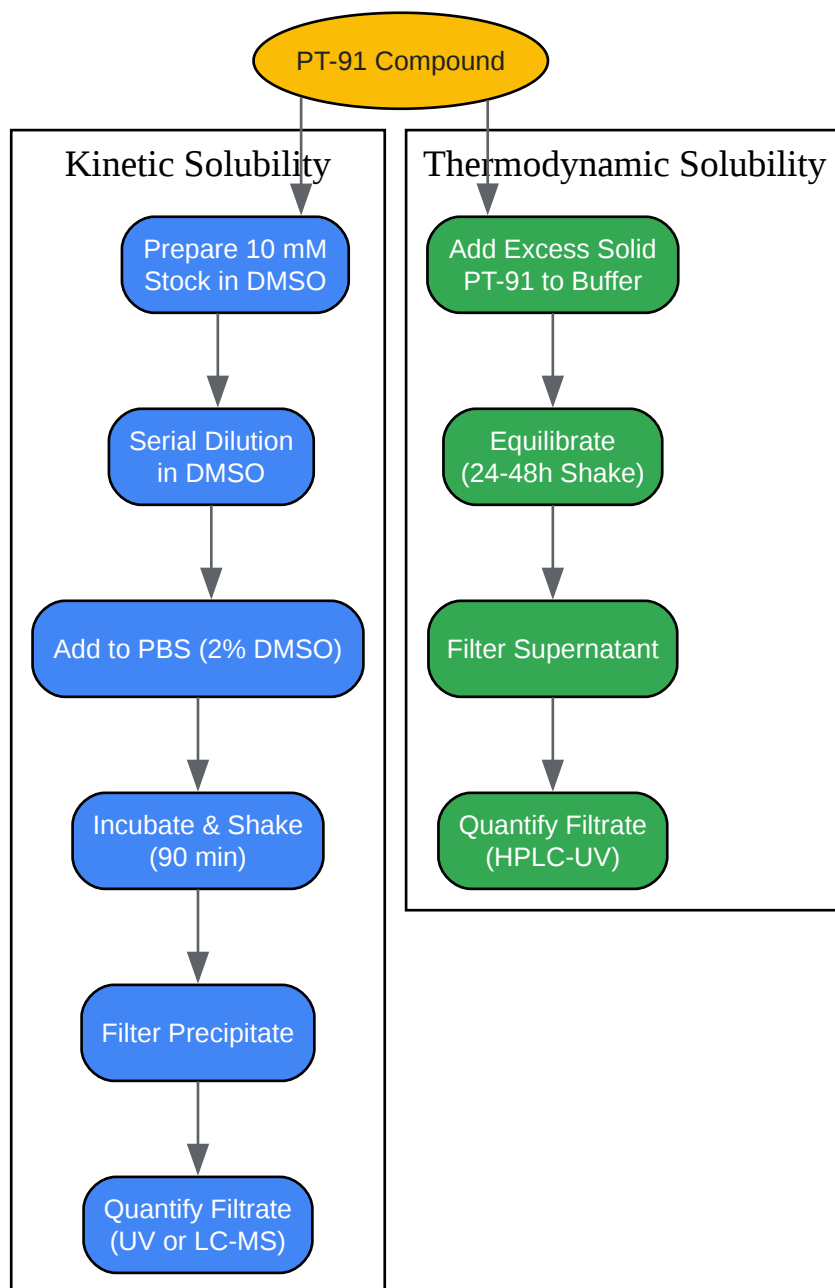 PT-91 Compound
Kinetic Solubility
Prepare 10 mM
Stock in DMSO
Serial Dilution
in DMSO
Add to PBS (2% DMSO)
Incubate & Shake
(90 min)
Filter Precipitate
Quantify Filtrate
(UV or LC-MS)
Thermodynamic Solubility
Add Excess Solid
PT-91 to Buffer
Equilibrate
(24-48h Shake)
Filter Supernatant
Quantify Filtrate
(HPLC-UV)